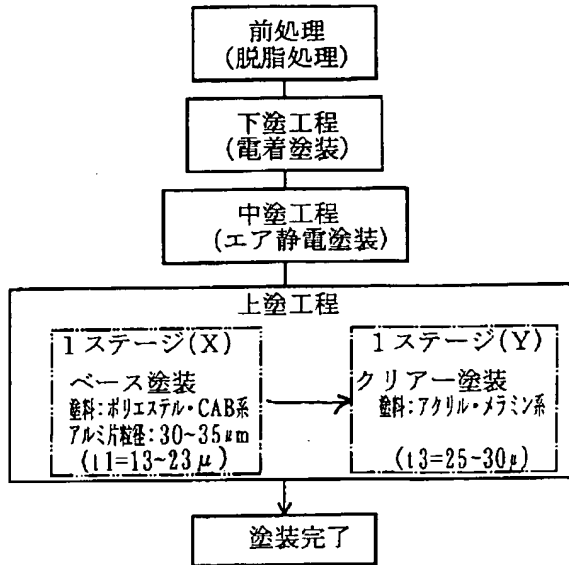 前処理
(脱脂処理)
下塗工程
(電着塗装)
中塗工程
(エア静電塗装)
上塗工程
1ステージ(X)
ベース塗装
塗料:ポリエステル・CAB系
アルミ片粒径:30~35μm
(t1=13~23μ)
1ステージ(Y)
クリアー塗装
塗料:アクリル・メラミン系
(t3=25~30μ)
塗装完了